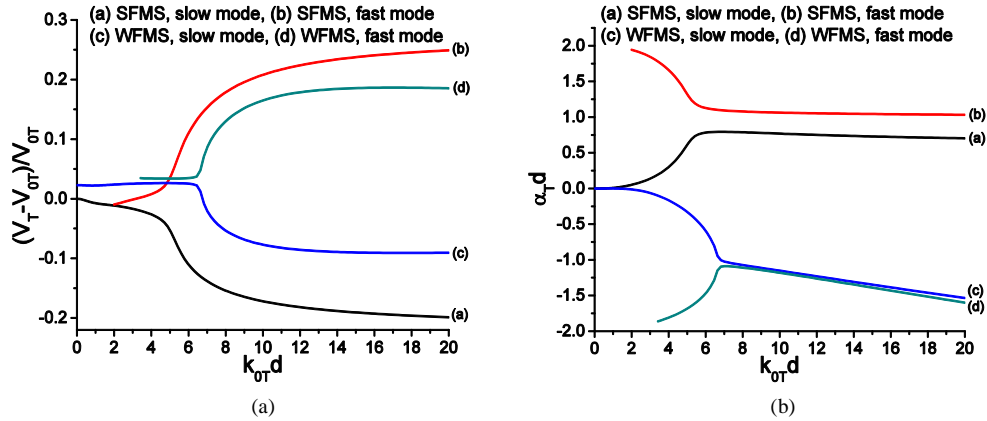 (a) SFMS, slow mode, (b) SFMS, fast mode
(c) WFMS, slow mode, (d) WFMS, fast mode
0.3
0.2
0.1
0.0
-0.1
-0.2
(V_T-V_0T)/V_0T
(b)
(d)
(c)
(a)
0 2 4 6 8 10 12 14 16 18 20
k_0T d
(a)
(a) SFMS, slow mode, (b) SFMS, fast mode
(c) WFMS, slow mode, (d) WFMS, fast mode
2.0
1.5
1.0
0.5
0.0
-0.5
-1.0
-1.5
-2.0
α_T d
(b)
(a)
(c)
(d)
0 2 4 6 8 10 12 14 16 18 20
k_0T d
(b)